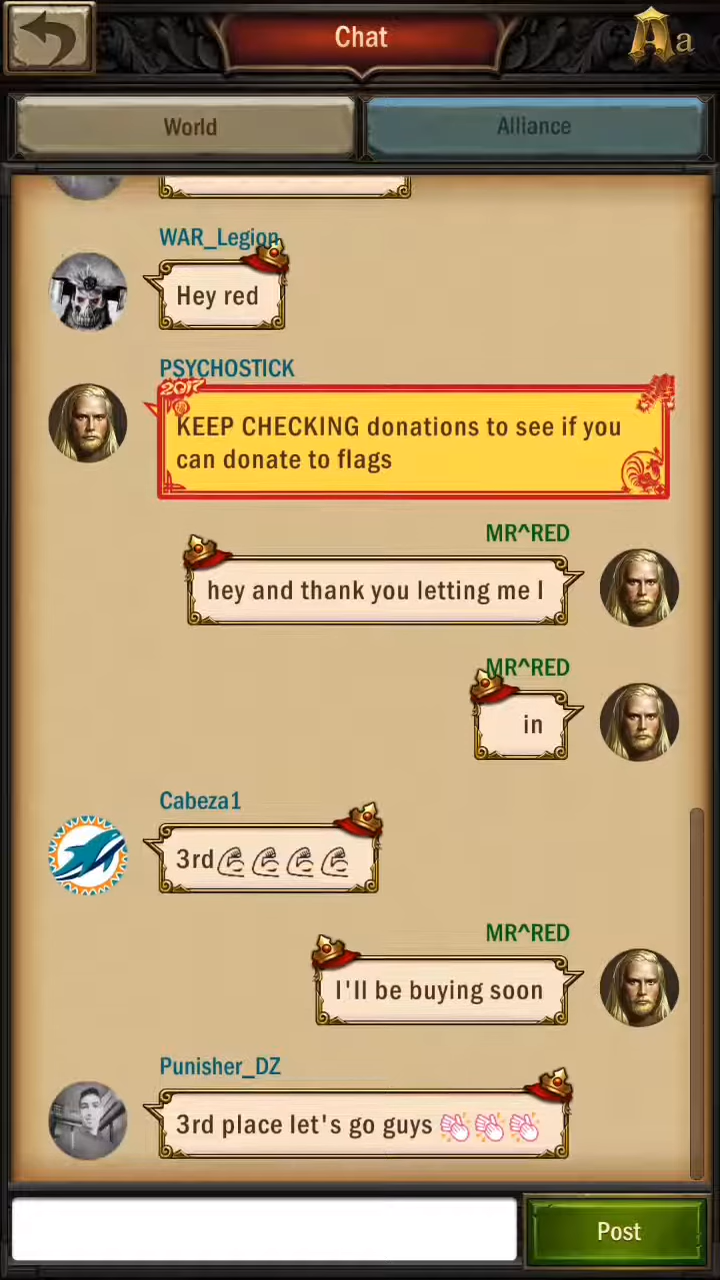 Chat
Aa
World
Alliance
WAR_Legion
Hey red
PSYCHOSTICK
2017
KEEP CHECKING donations to see if you
can donate to flags
MR^RED
hey and thank you letting me I
MR^RED
in
Cabeza1
3rd💪💪💪💪
MR^RED
I'll be buying soon
Punisher_DZ
3rd place let's go guys 👏👏👏
Post